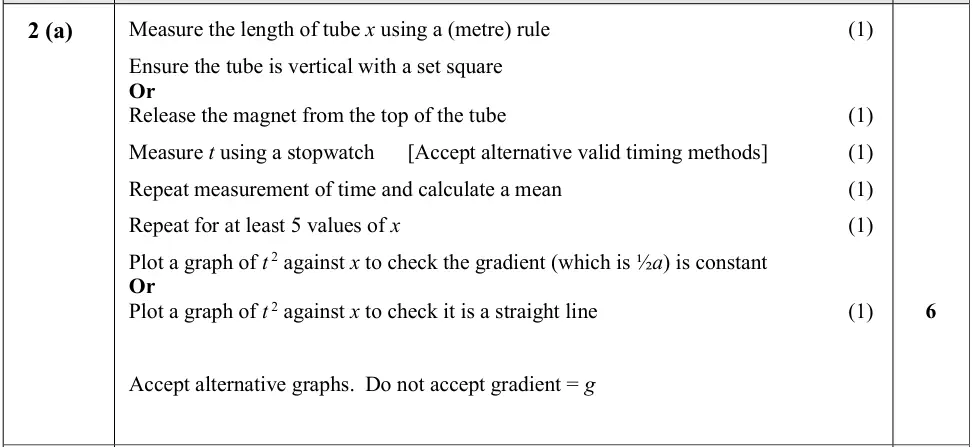 2 (a) Measure the length of tube x using a (metre) rule (1)
Ensure the tube is vertical with a set square
Or
Release the magnet from the top of the tube (1)
Measure t using a stopwatch [Accept alternative valid timing methods] (1)
Repeat measurement of time and calculate a mean (1)
Repeat for at least 5 values of x (1)
Plot a graph of t² against x to check the gradient (which is ½a) is constant
Or
Plot a graph of t² against x to check it is a straight line (1) 6
Accept alternative graphs. Do not accept gradient = g